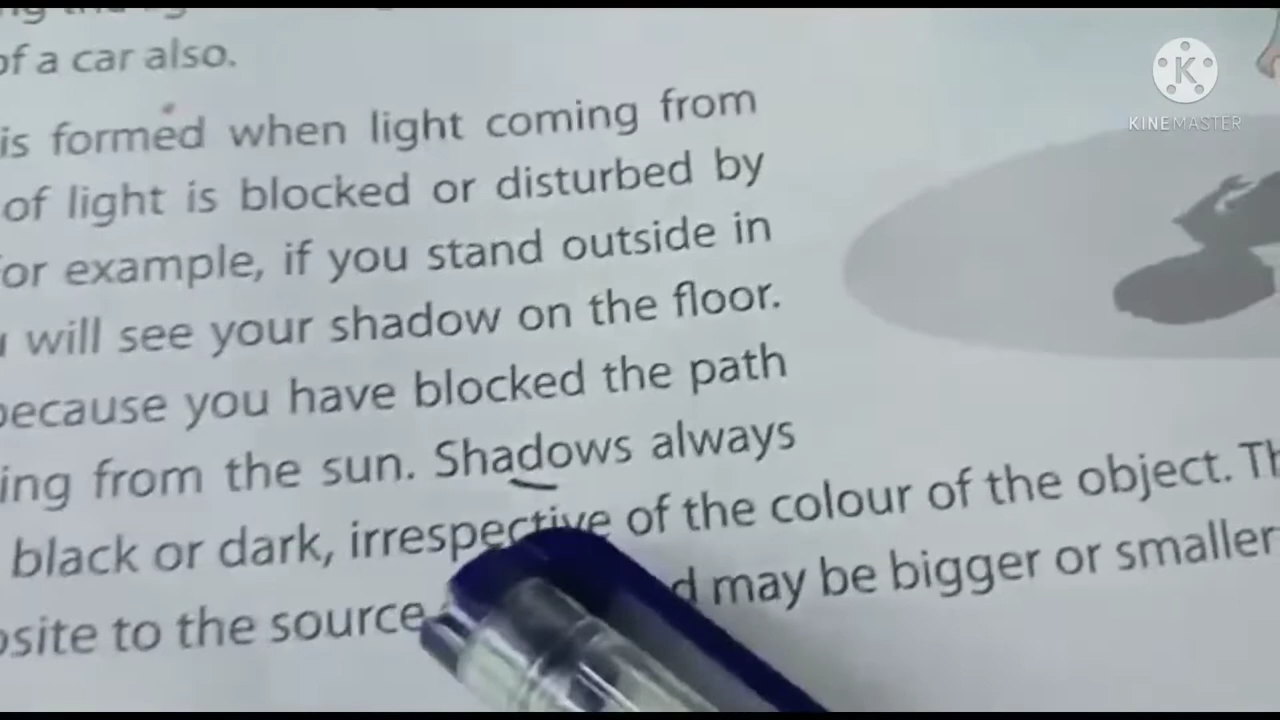 of a car also.
is formed when light coming from
of light is blocked or disturbed by
for example, if you stand outside in
will see your shadow on the floor.
because you have blocked the path
ing from the sun. Shadows always
black or dark, irrespective of the colour of the object. Th
osite to the source may be bigger or smaller
KINEMASTER